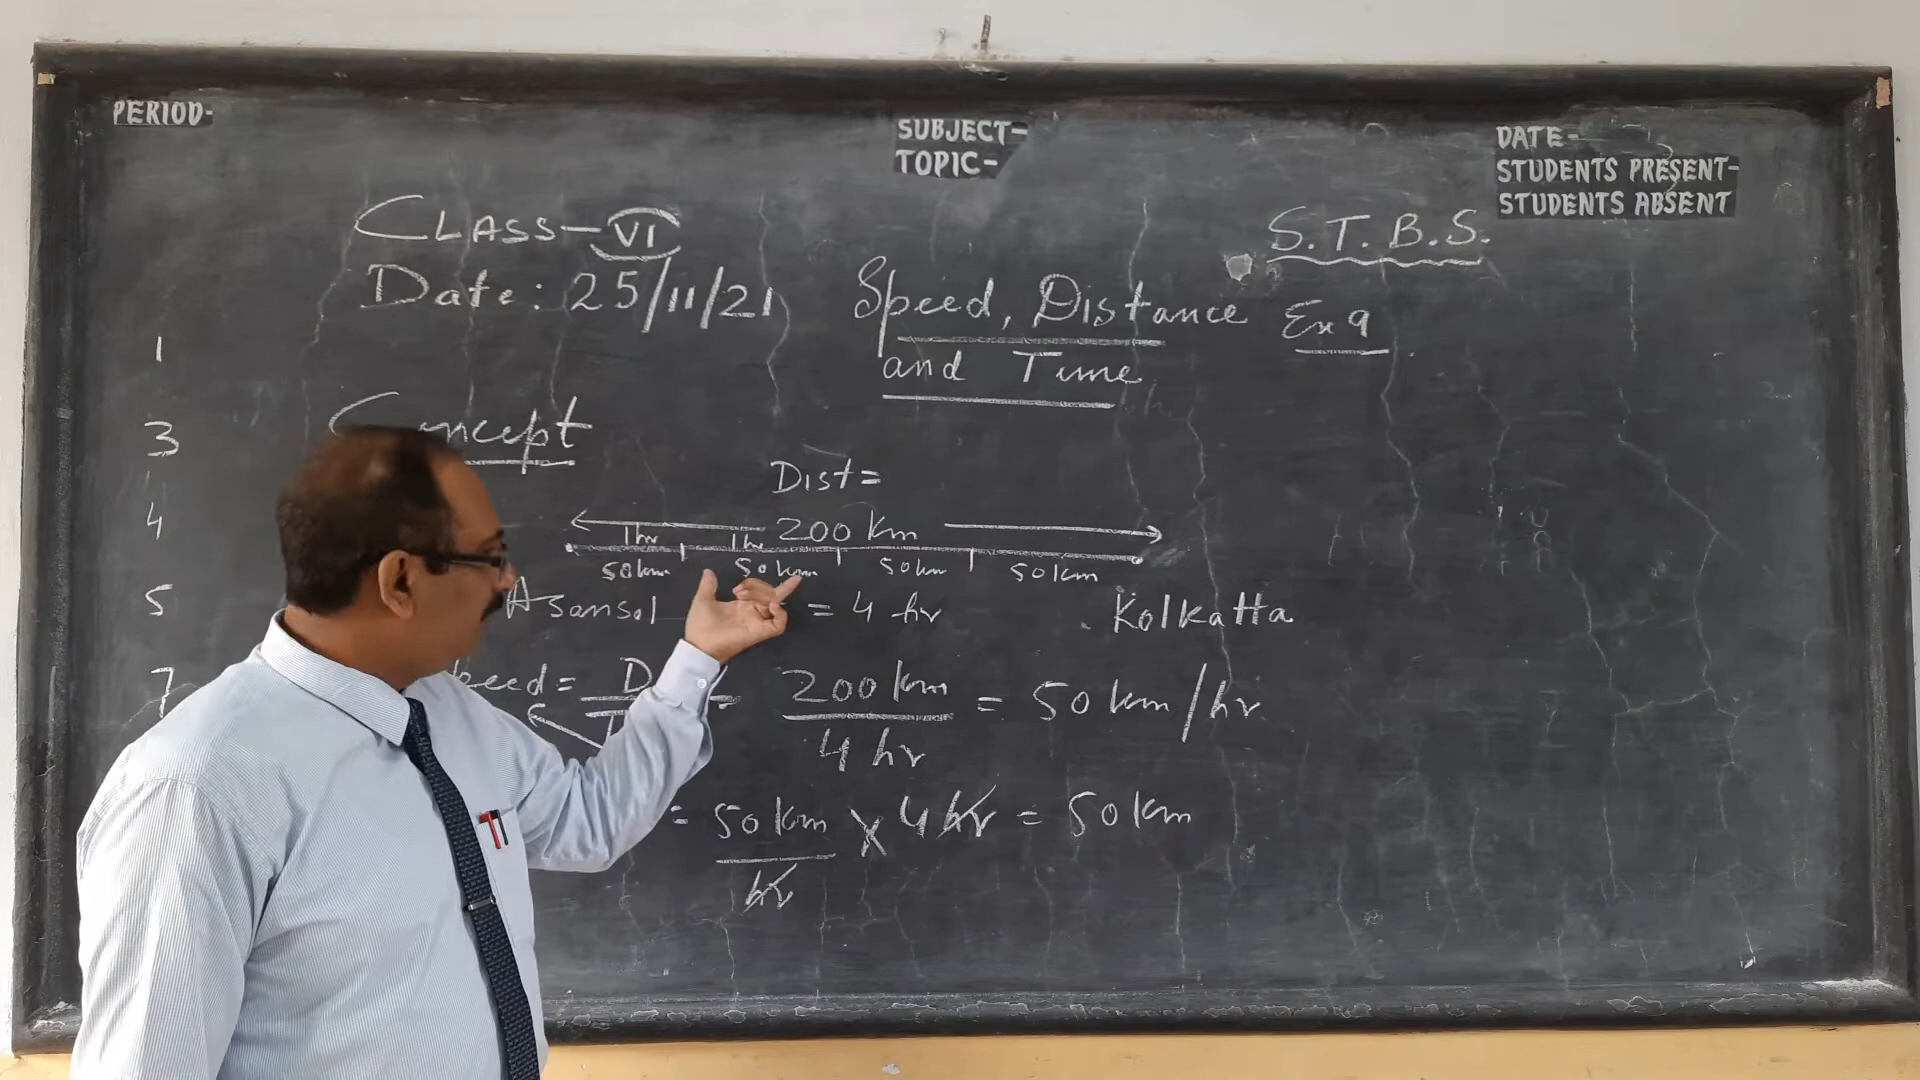 PERIOD-
SUBJECT-
TOPIC-
DATE-
STUDENTS PRESENT-
STUDENTS ABSENT
CLASS-VI
S.T.B.S.
Date: 25/11/21
Speed, Distance Ex 9
and Time
1
3
4
5
7
Concept
Dist=
200 Km
1hr 1hr
50km 50km 50km 50km
Asansol = 4 hr Kolkatta
eed = D = 200 km = 50 km/hr
4 hr
= 50 km × 4 hr = 50 km
hr